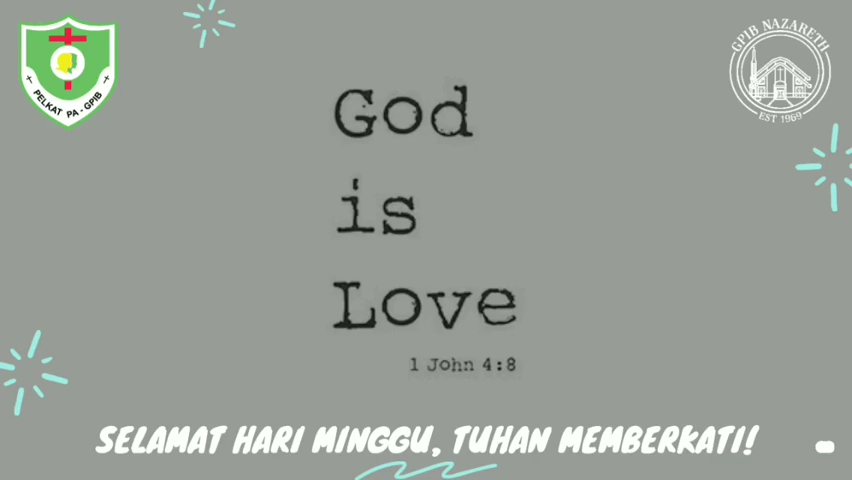 PELKAT PA - GPIB
GPIB NAZARETH
EST 1969
God
is
Love
1 John 4:8
SELAMAT HARI MINGGU, TUHAN MEMBERKATI!